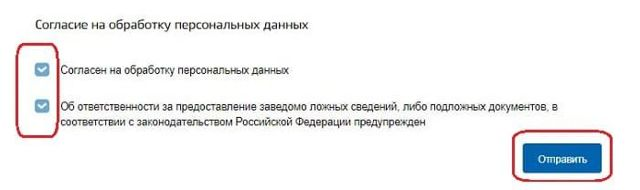 Согласие на обработку персональных данных
Согласен на обработку персональных данных
Об ответственности за предоставление заведомо ложных сведений, либо подложных документов, в
соответствии с законодательством Российской Федерации предупрежден
Отправить